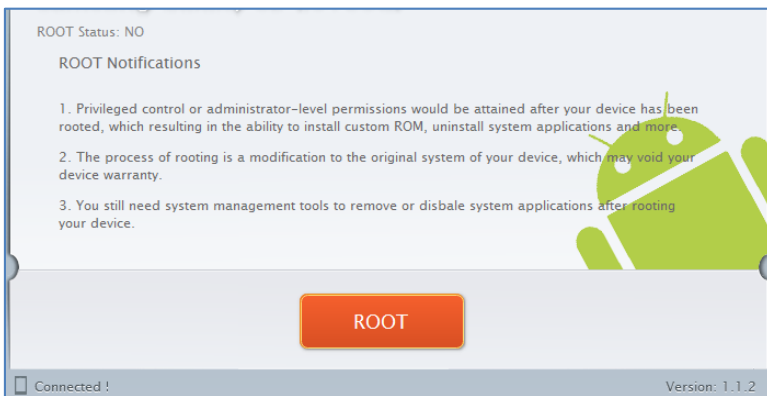 ROOT Status: NO
ROOT Notifications
1. Privileged control or administrator-level permissions would be attained after your device has been
rooted, which resulting in the ability to install custom ROM, uninstall system applications and more.
2. The process of rooting is a modification to the original system of your device, which may void your
device warranty.
3. You still need system management tools to remove or disbale system applications after rooting
your device.
ROOT
Connected !
Version: 1.1.2